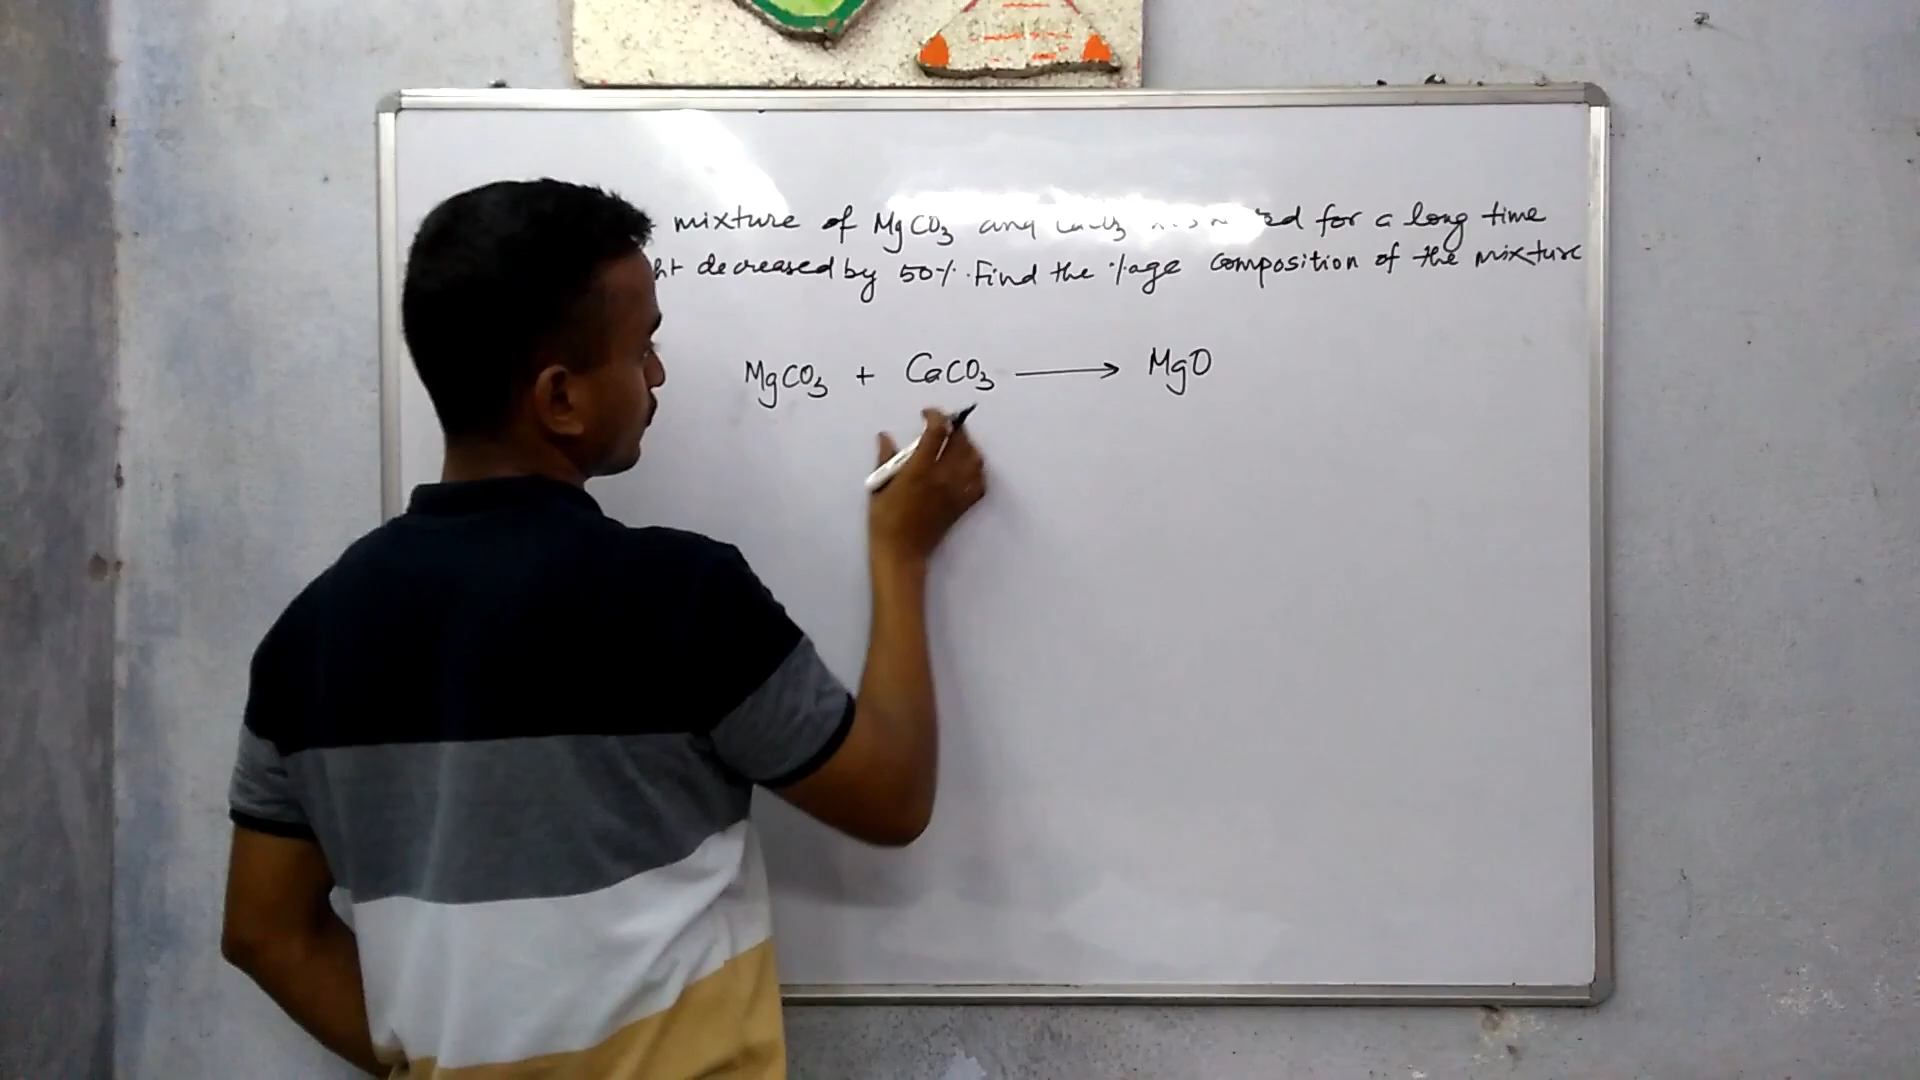 mixture of MgCO3 and for a long time
decreased by 50%. Find the %age composition of the mixture
MgCO3 + CaCO3 ⟶ MgO